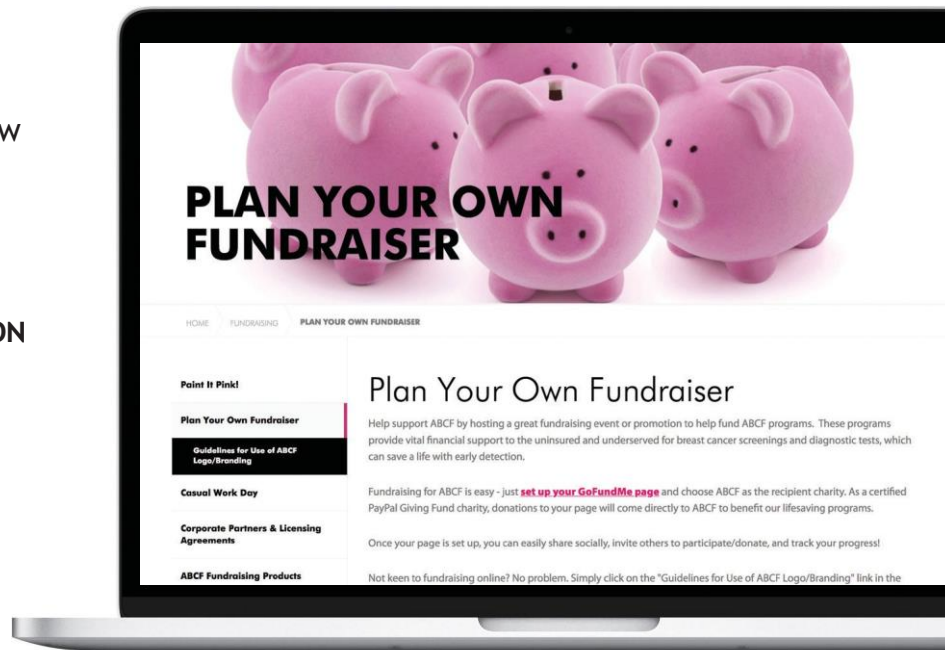 W
ON
PLAN YOUR OWN
FUNDRAISER
HOME FUNDRAISING PLAN YOUR OWN FUNDRAISER
Paint It Pink!
Plan Your Own Fundraiser
Guidelines for Use of ABCF
Logo/Branding
Casual Work Day
Corporate Partners & Licensing
Agreements
ABCF Fundraising Products
Plan Your Own Fundraiser
Help support ABCF by hosting a great fundraising event or promotion to help fund ABCF programs. These programs
provide vital financial support to the uninsured and underserved for breast cancer screenings and diagnostic tests, which
can save a life with early detection.
Fundraising for ABCF is easy - just set up your GoFundMe page and choose ABCF as the recipient charity. As a certified
PayPal Giving Fund charity, donations to your page will come directly to ABCF to benefit our lifesaving programs.
Once your page is set up, you can easily share socially, invite others to participate/donate, and track your progress!
Not keen to fundraising online? No problem. Simply click on the "Guidelines for Use of ABCF Logo/Branding" link in the